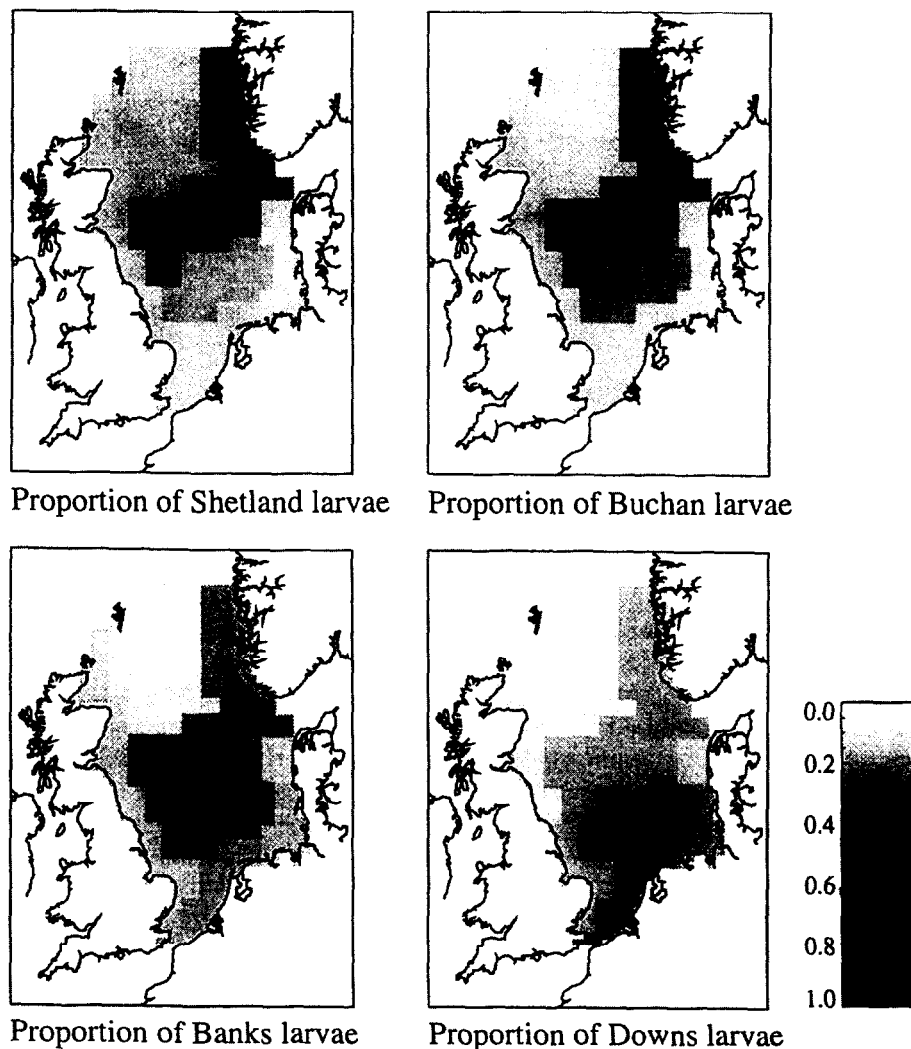 Proportion of Shetland larvae
Proportion of Buchan larvae
Proportion of Banks larvae
Proportion of Downs larvae
0.0
0.2
0.4
0.6
0.8
1.0